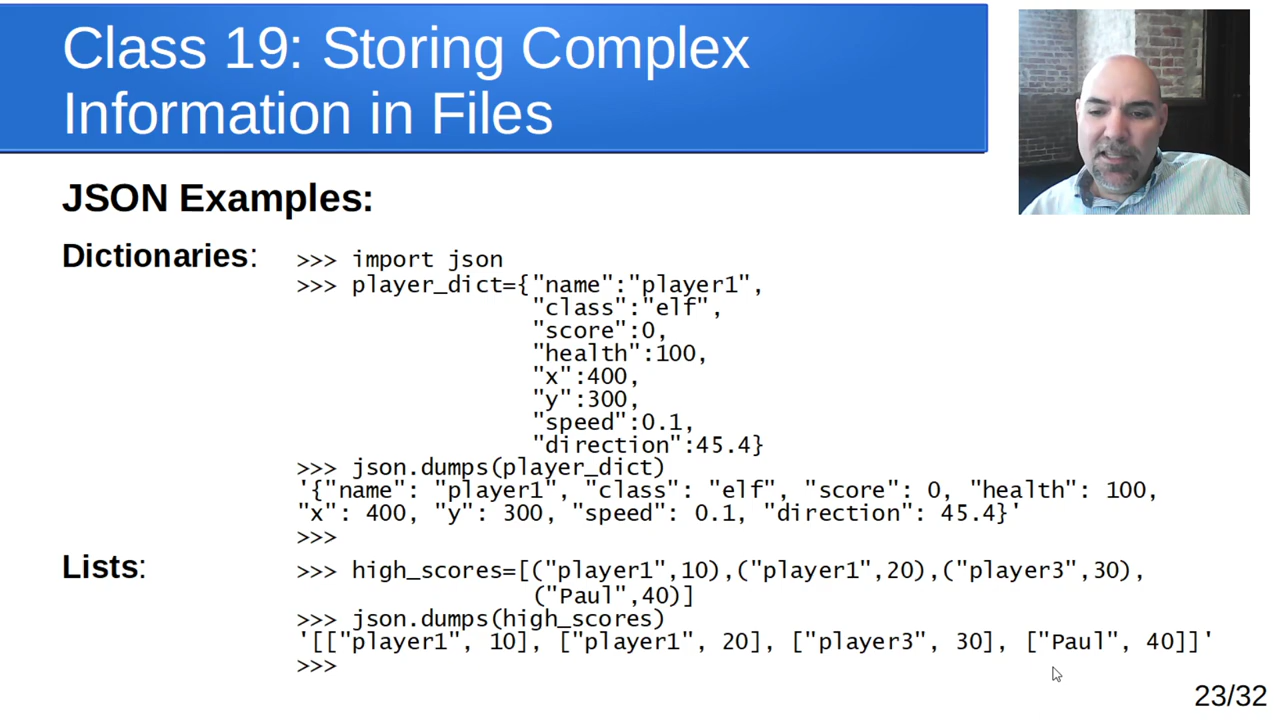 Class 19: Storing Complex
Information in Files
JSON Examples:
Dictionaries:
>>> import json
>>> player_dict={"name":"player1",
"class":"elf",
"score":0,
"health":100,
"x":400,
"y":300,
"speed":0.1,
"direction":45.4}
>>> json.dumps(player_dict)
'{"name": "player1", "class": "elf", "score": 0, "health": 100,
"x": 400, "y": 300, "speed": 0.1, "direction": 45.4}'
>>>
Lists:
>>> high_scores=[("player1",10),("player1",20),("player3",30),
("Paul",40)]
>>> json.dumps(high_scores)
'[["player1", 10], ["player1", 20], ["player3", 30], ["Paul", 40]]'
>>>
23/32